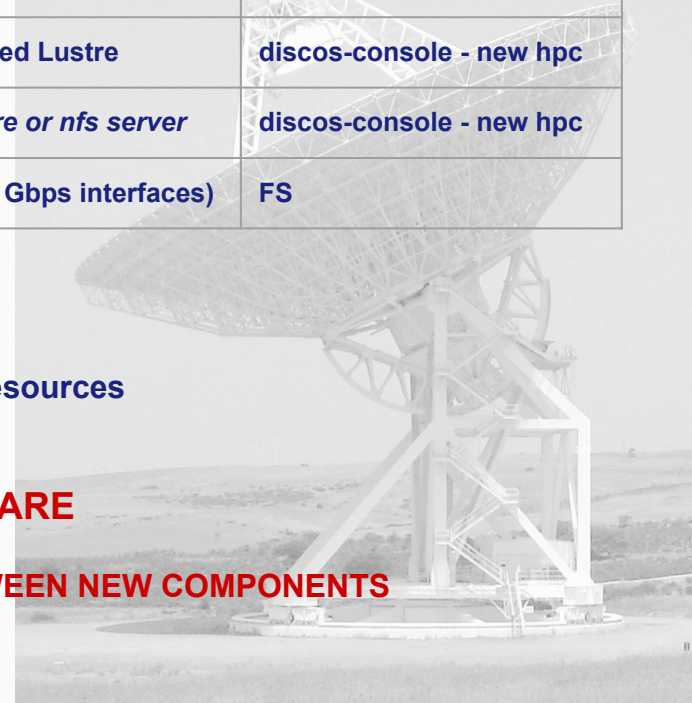 ed Lustre discos-console - new hpc
re or nfs server discos-console - new hpc
Gbps interfaces) FS
esources
ARE
WEEN NEW COMPONENTS